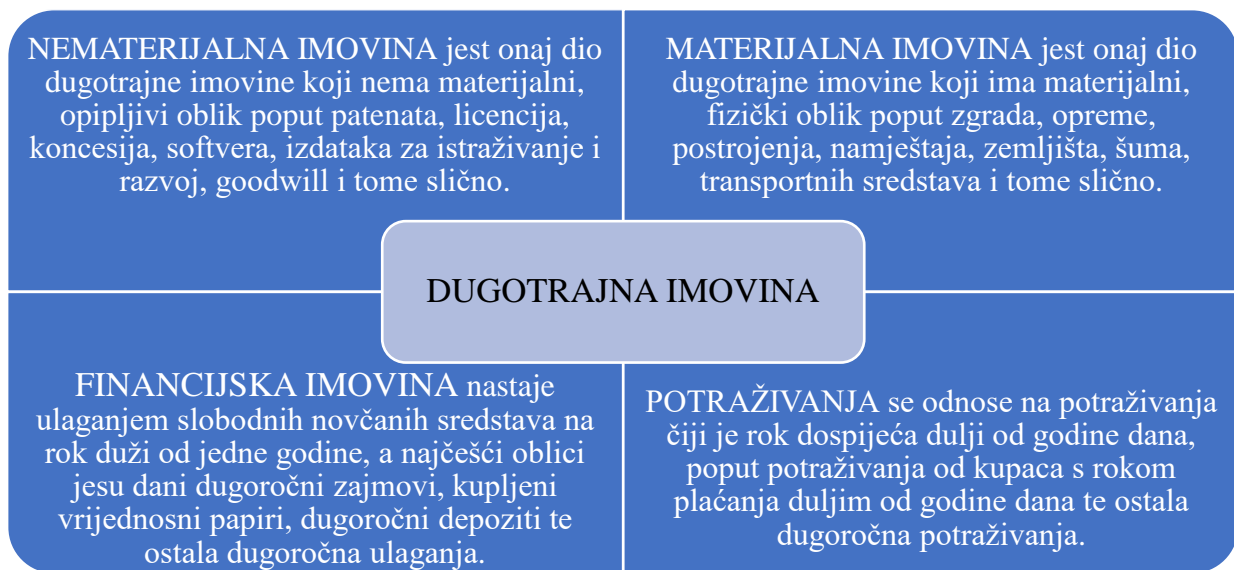 NEMATERIJALNA IMOVINA jest onaj dio
dugotrajne imovine koji nema materijalni,
opipljivi oblik poput patenata, licencija,
koncesija, softvera, izdataka za istraživanje i
razvoj, goodwill i tome slično.
MATERIJALNA IMOVINA jest onaj dio
dugotrajne imovine koji ima materijalni,
fizički oblik poput zgrada, opreme,
postrojenja, namještaja, zemljišta, šuma,
transportnih sredstava i tome slično.
DUGOTRAJNA IMOVINA
FINANCIJSKA IMOVINA nastaje
ulaganjem slobodnih novčanih sredstava na
rok duži od jedne godine, a najčešći oblici
jesu dani dugoročni zajmovi, kupljeni
vrijednosni papiri, dugoročni depoziti te
ostala dugoročna ulaganja.
POTRAŽIVANJA se odnose na potraživanja
čiji je rok dospijeća dulji od godine dana,
poput potraživanja od kupaca s rokom
plaćanja duljim od godine dana te ostala
dugoročna potraživanja.